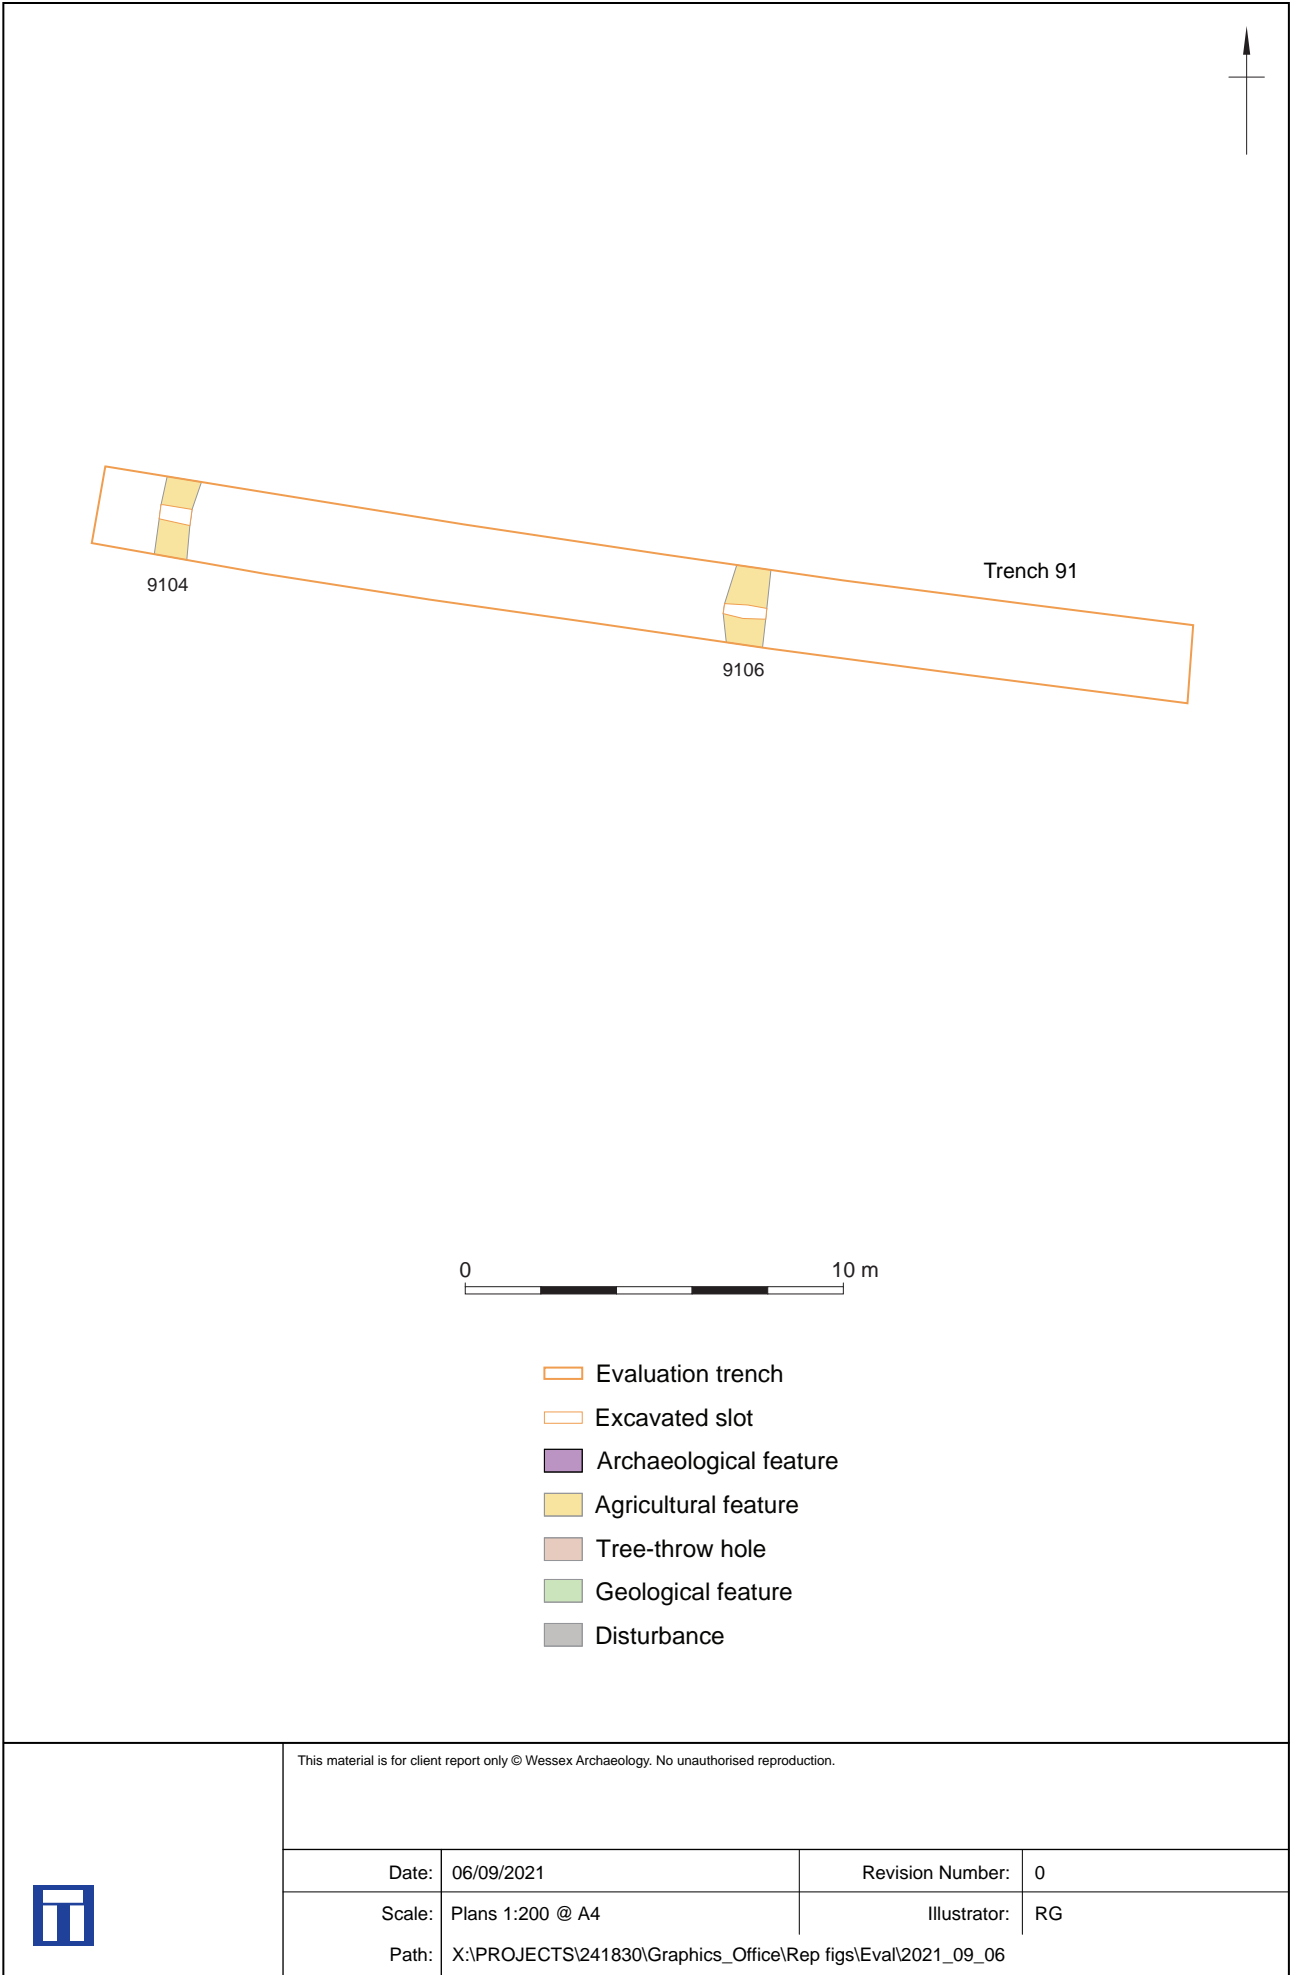 Trench 91
9104
9106
0 10 m
Evaluation trench
Excavated slot
Archaeological feature
Agricultural feature
Tree-throw hole
Geological feature
Disturbance
This material is for client report only © Wessex Archaeology. No unauthorised reproduction.
Date: 06/09/2021 Revision Number: 0
Scale: Plans 1:200 @ A4 Illustrator: RG
Path: X:\PROJECTS\241830\Graphics_Office\Rep figs\Eval\2021_09_06